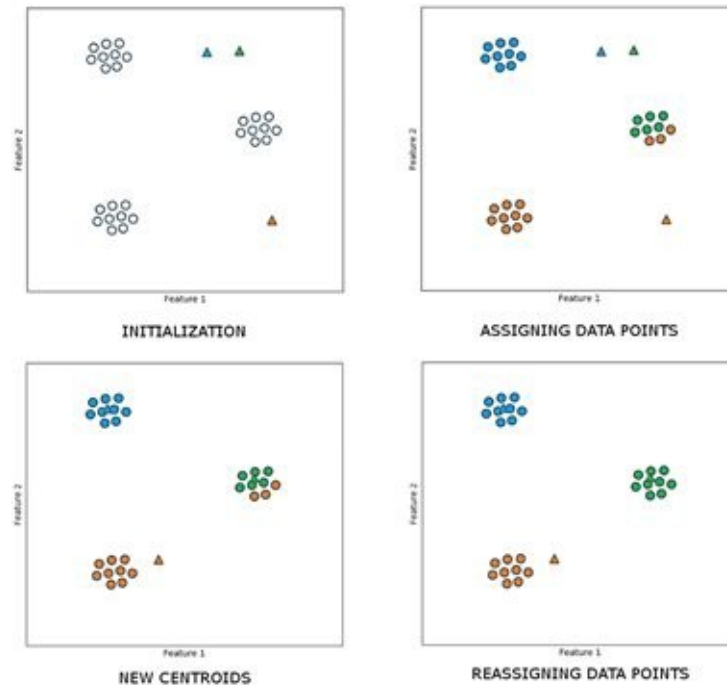 Feature 2
Feature 1
INITIALIZATION
Feature 2
Feature 1
ASSIGNING DATA POINTS
Feature 2
Feature 1
NEW CENTROIDS
Feature 2
Feature 1
REASSIGNING DATA POINTS